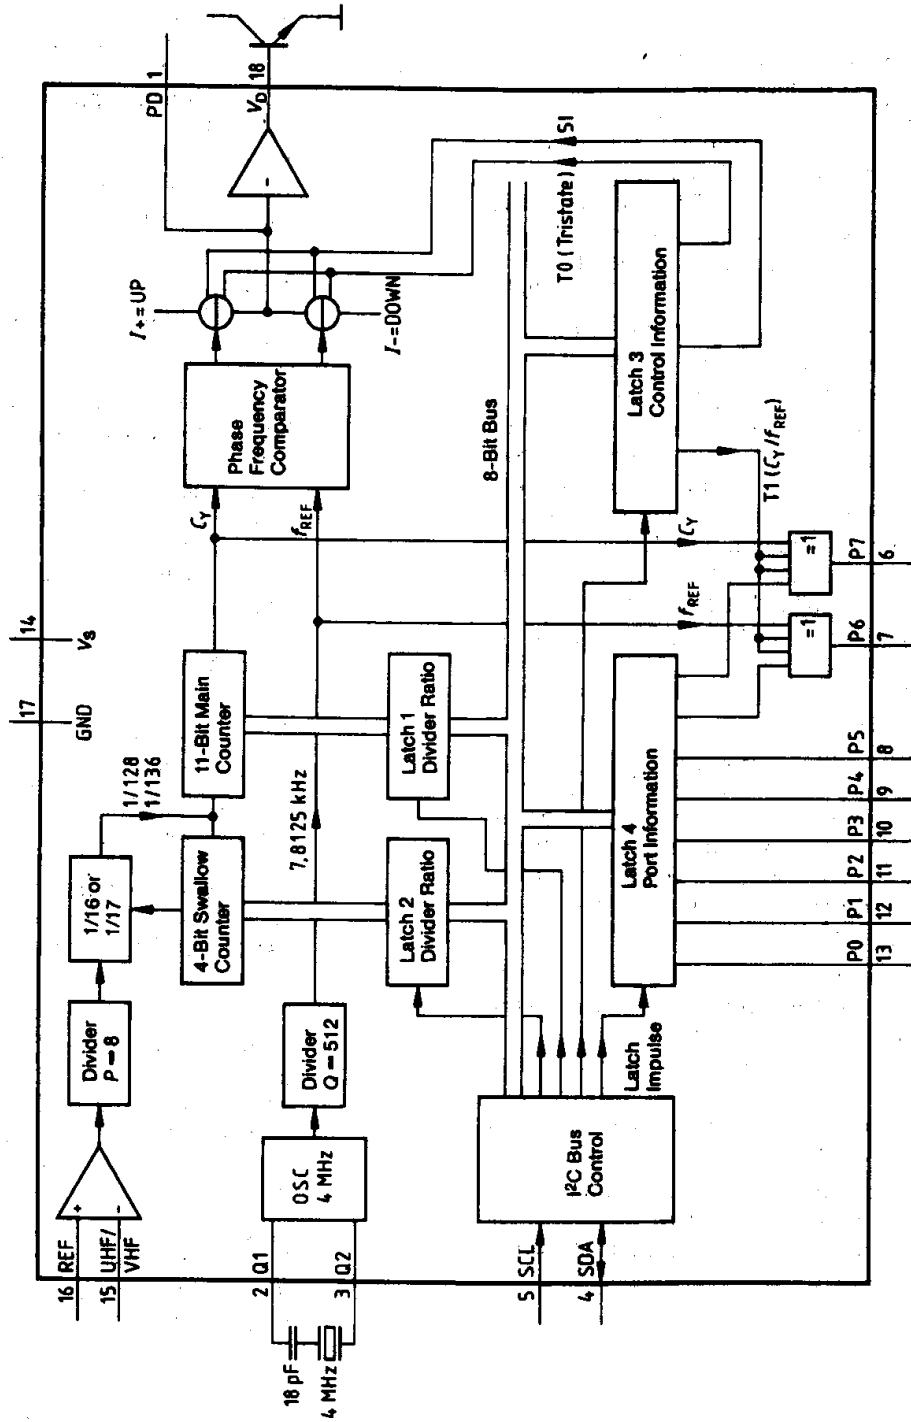 16 REF
15 UHF/
VHF
Divider
P = 8
1/16 or
1/17
1/128
1/136
17
GND
14
Vs
4-Bit Swallow
Counter
11-Bit Main
Counter
CY
Phase
Frequency
Comparator
I+=UP
I-=DOWN
PD 1
VD 18
2 Q1
3 Q2
18 pF
4 MHz
OSC
4 MHz
Divider
Q = 512
7,8125 kHz
fREF
Latch 2
Divider Ratio
Latch 1
Divider Ratio
8-Bit Bus
T0 (Tristate)
5I
5 SCL
4 SDA
I²C Bus
Control
Latch
Impulse
Latch 4
Port Information
Latch 3
Control Information
fREF
CY
T1 (CY/fREF)
=1
=1
P0
P1
P2
P3
P4
P5
P6
P7
13
12
11
10
9
8
7
6